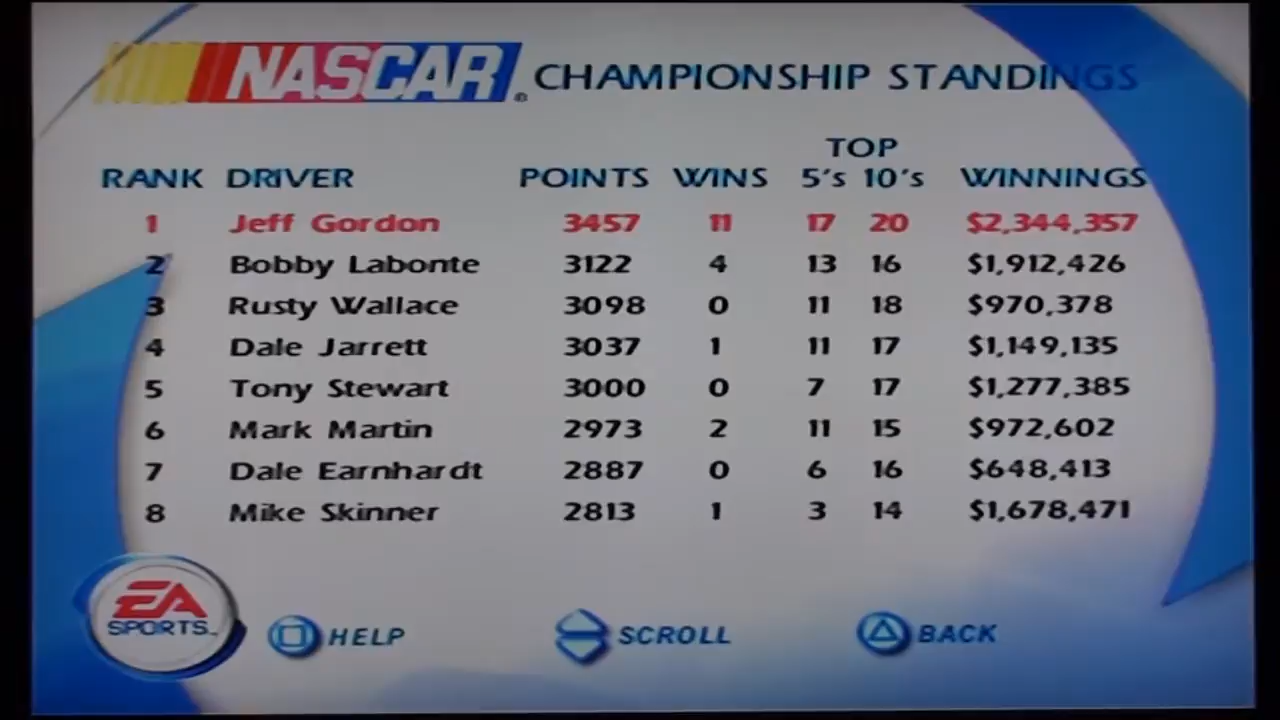 NASCAR® CHAMPIONSHIP STANDINGS
TOP
RANK DRIVER POINTS WINS 5's 10's WINNINGS
1 Jeff Gordon 3457 11 17 20 $2,344,357
2 Bobby Labonte 3122 4 13 16 $1,912,426
3 Rusty Wallace 3098 0 11 18 $970,378
4 Dale Jarrett 3037 1 11 17 $1,149,135
5 Tony Stewart 3000 0 7 17 $1,277,385
6 Mark Martin 2973 2 11 15 $972,602
7 Dale Earnhardt 2887 0 6 16 $648,413
8 Mike Skinner 2813 1 3 14 $1,678,471
EA
SPORTS™
HELP SCROLL BACK